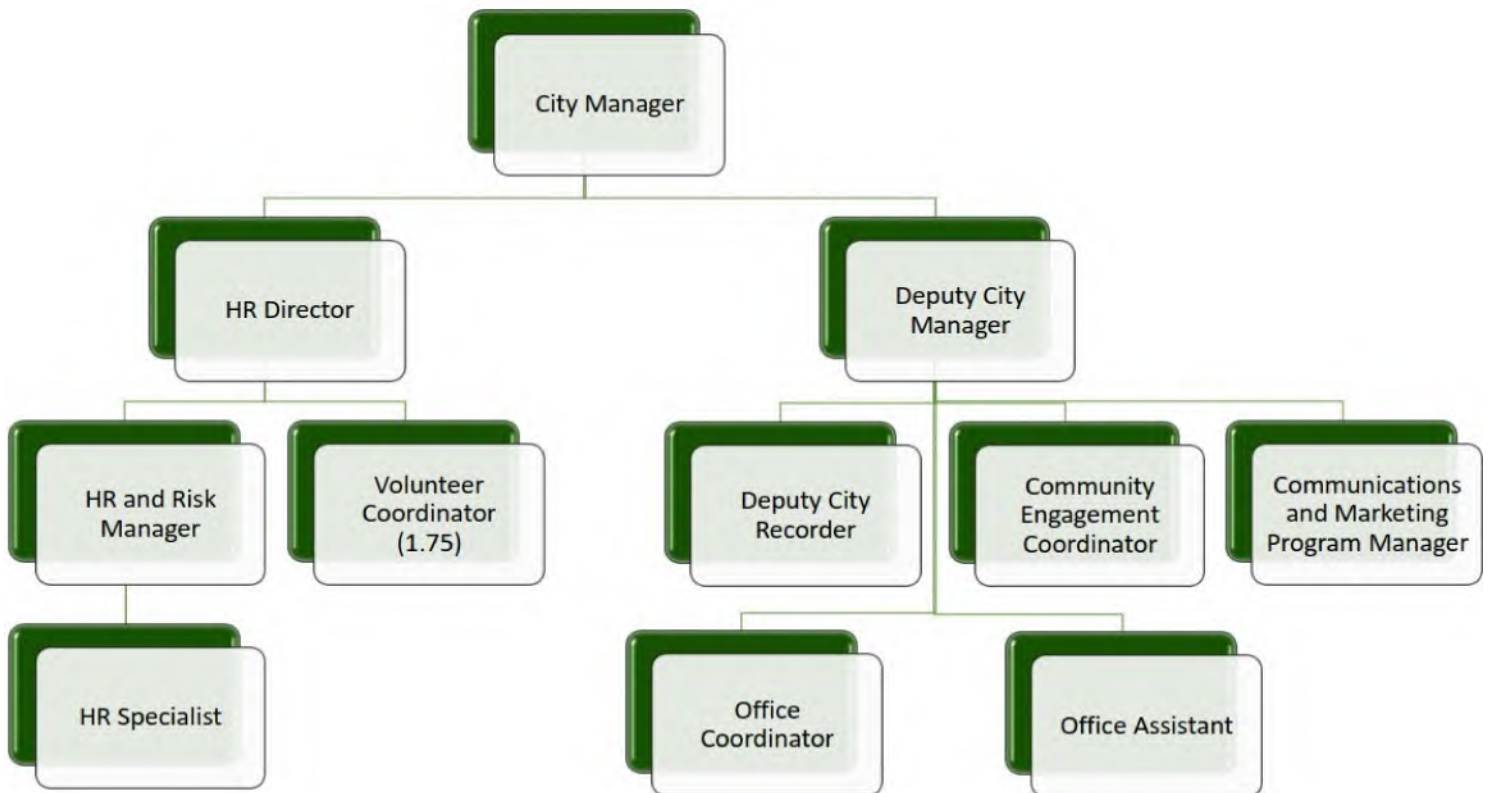 City Manager
HR Director
Deputy City
Manager
HR and Risk
Manager
Volunteer
Coordinator
(1.75)
Deputy City
Recorder
Community
Engagement
Coordinator
Communications
and Marketing
Program Manager
HR Specialist
Office
Coordinator
Office Assistant